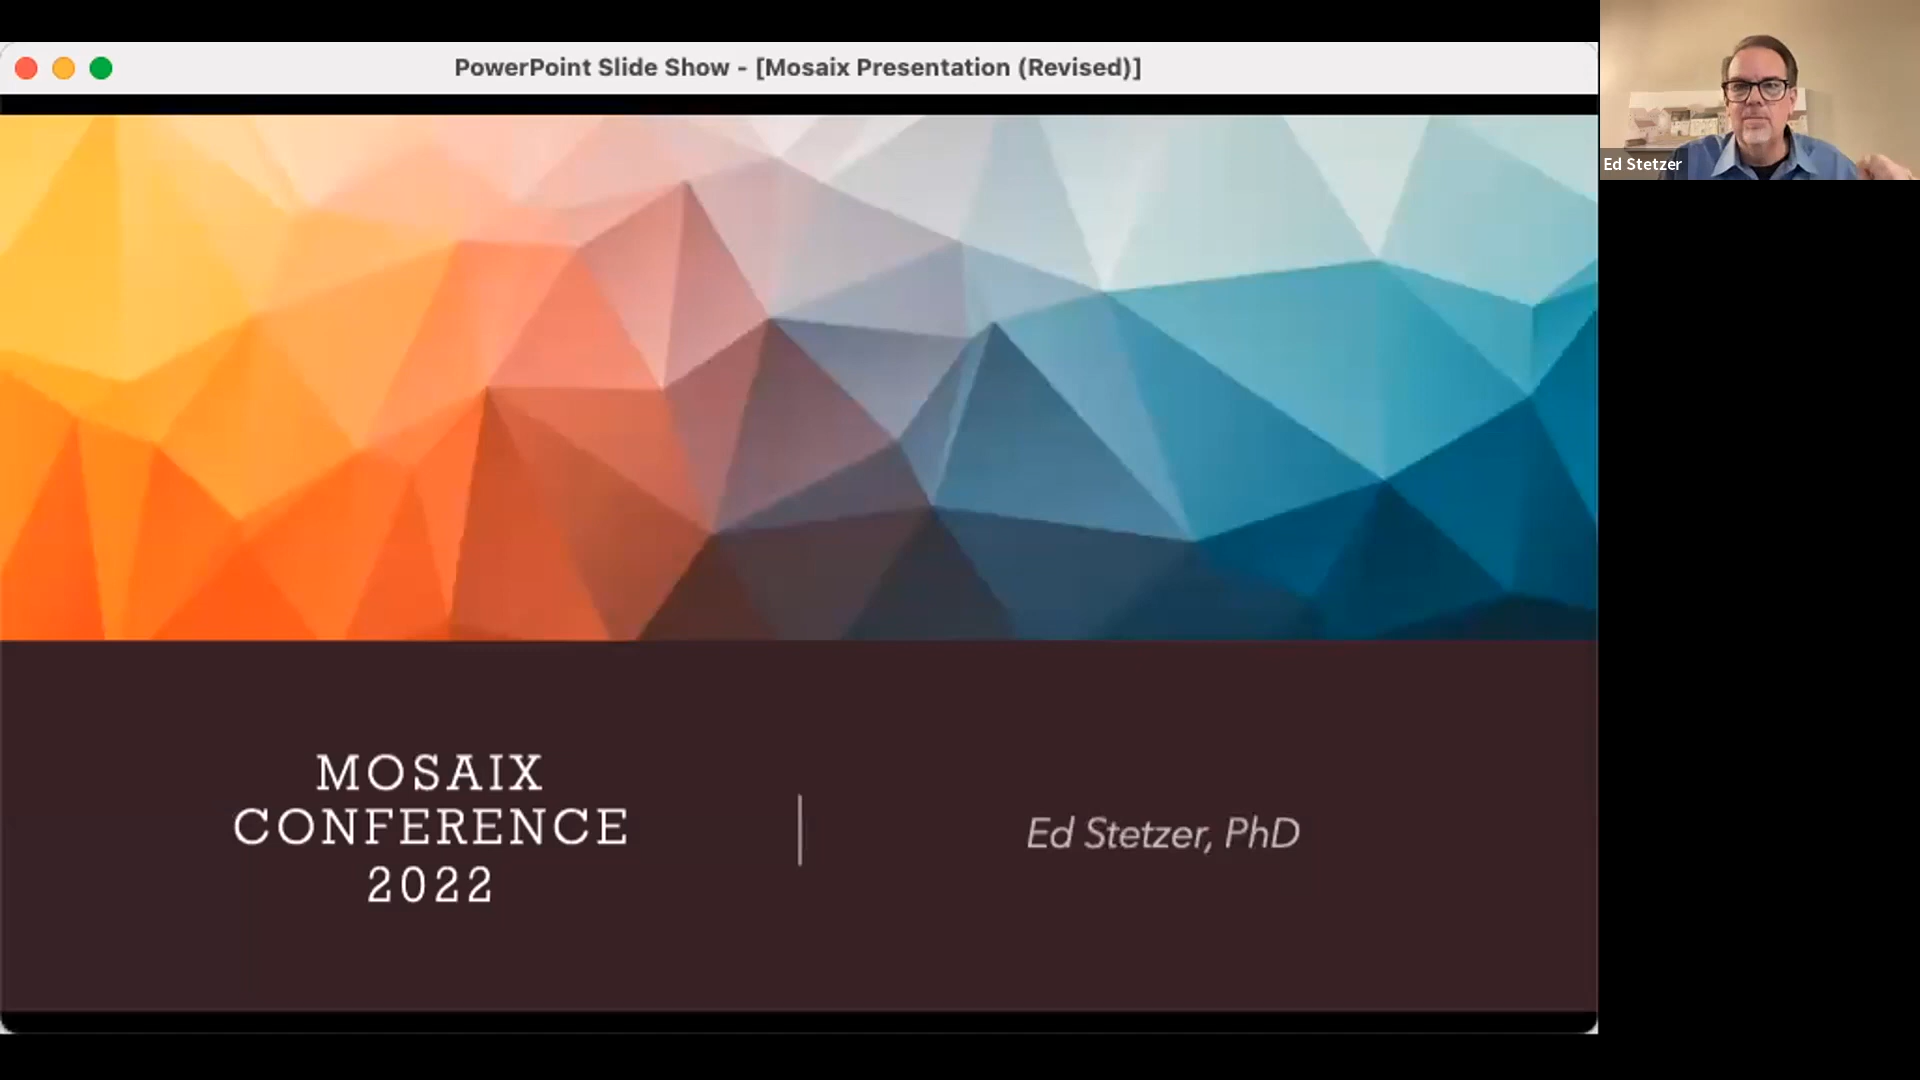 PowerPoint Slide Show - [Mosaix Presentation (Revised)]
Ed Stetzer
MOSAIX
CONFERENCE
2022
Ed Stetzer, PhD